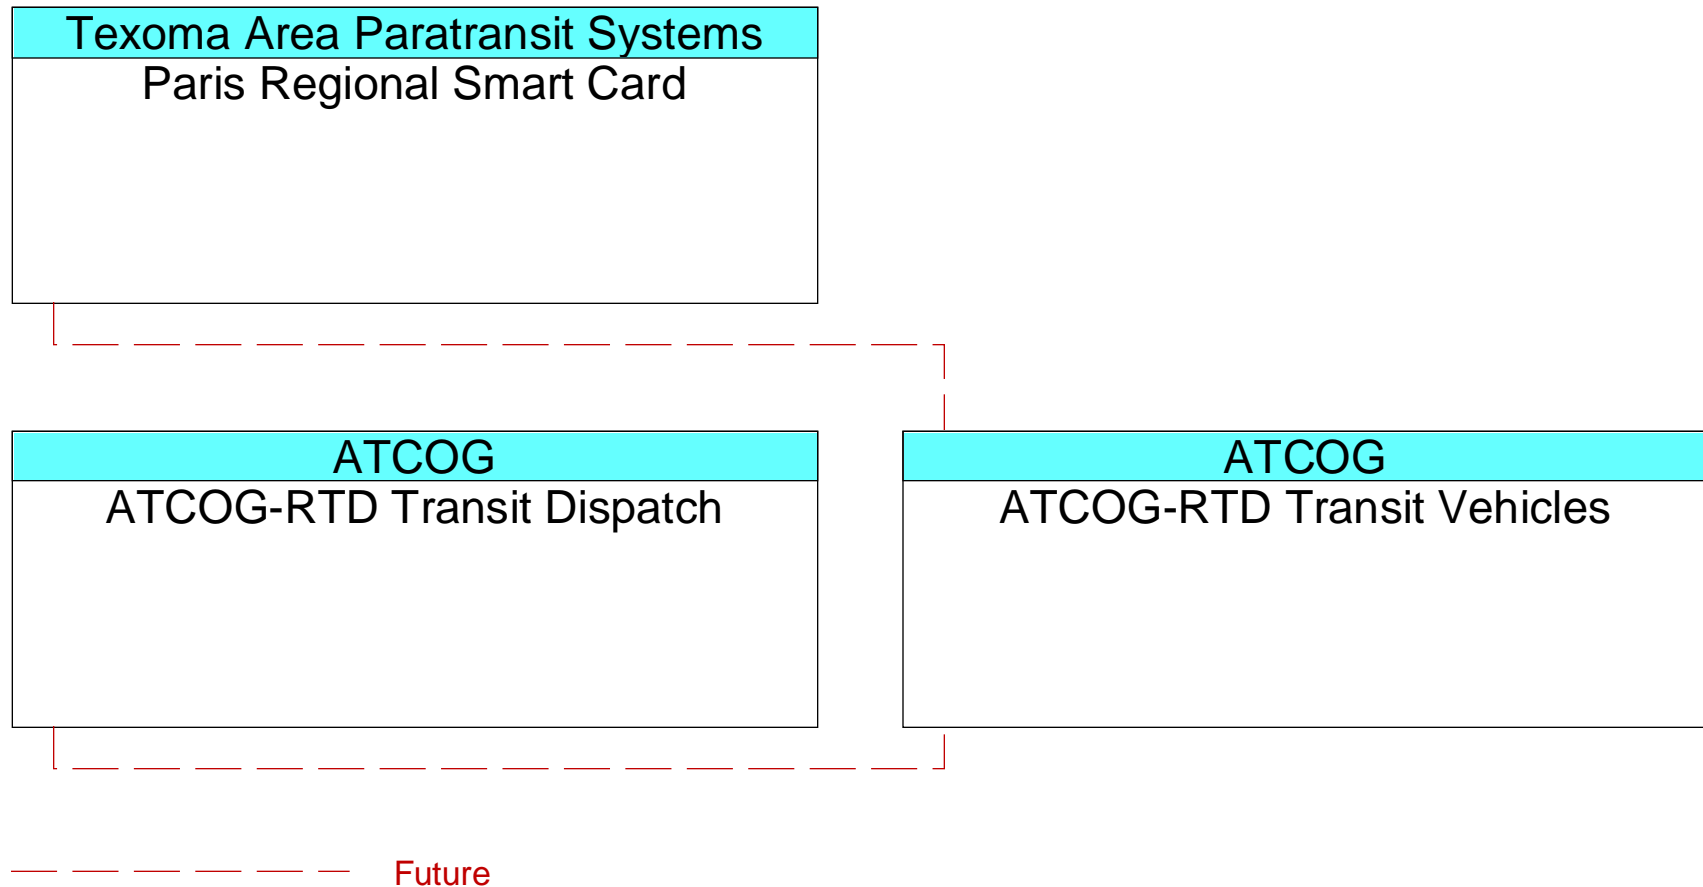 Texoma Area Paratransit Systems
Paris Regional Smart Card
ATCOG
ATCOG-RTD Transit Dispatch
ATCOG
ATCOG-RTD Transit Vehicles
Future